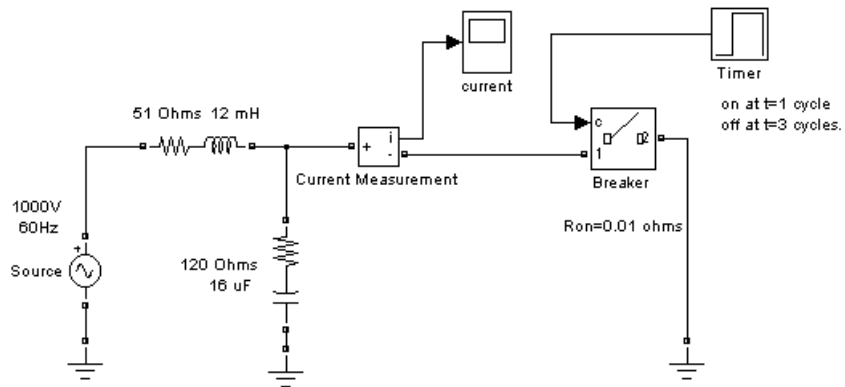 current
Timer
on at t=1 cycle
off at t=3 cycles.
51 Ohms 12 mH
+
i
-
Current Measurement
c
1
2
Breaker
Ron=0.01 ohms
1000V
60Hz
+
Source
120 Ohms
16 uF